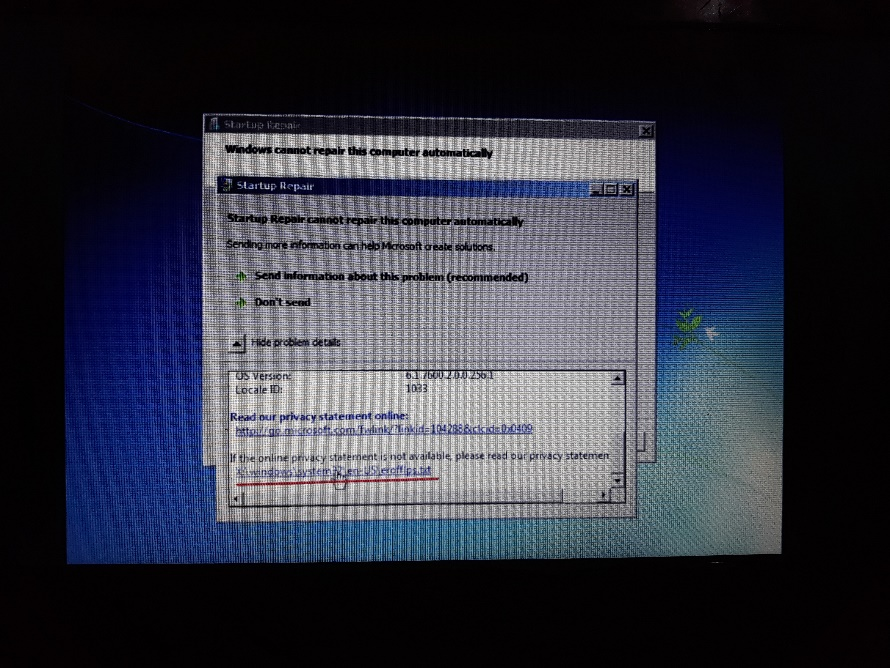 Startup Repair
Windows cannot repair this computer automatically
Startup Repair
Startup Repair cannot repair this computer automatically
Sending more information can help Microsoft create solutions.
Send information about this problem (recommended)
Don't send
Hide problem details
OS Version: 6.1.7600.2.0.0.256.1
Locale ID: 1033
Read our privacy statement online:
http://go.microsoft.com/fwlink/?linkid=104288&clcid=0x0409
If the online privacy statement is not available, please read our privacy statemen
X:\windows\system32\en-US\erofflps.txt